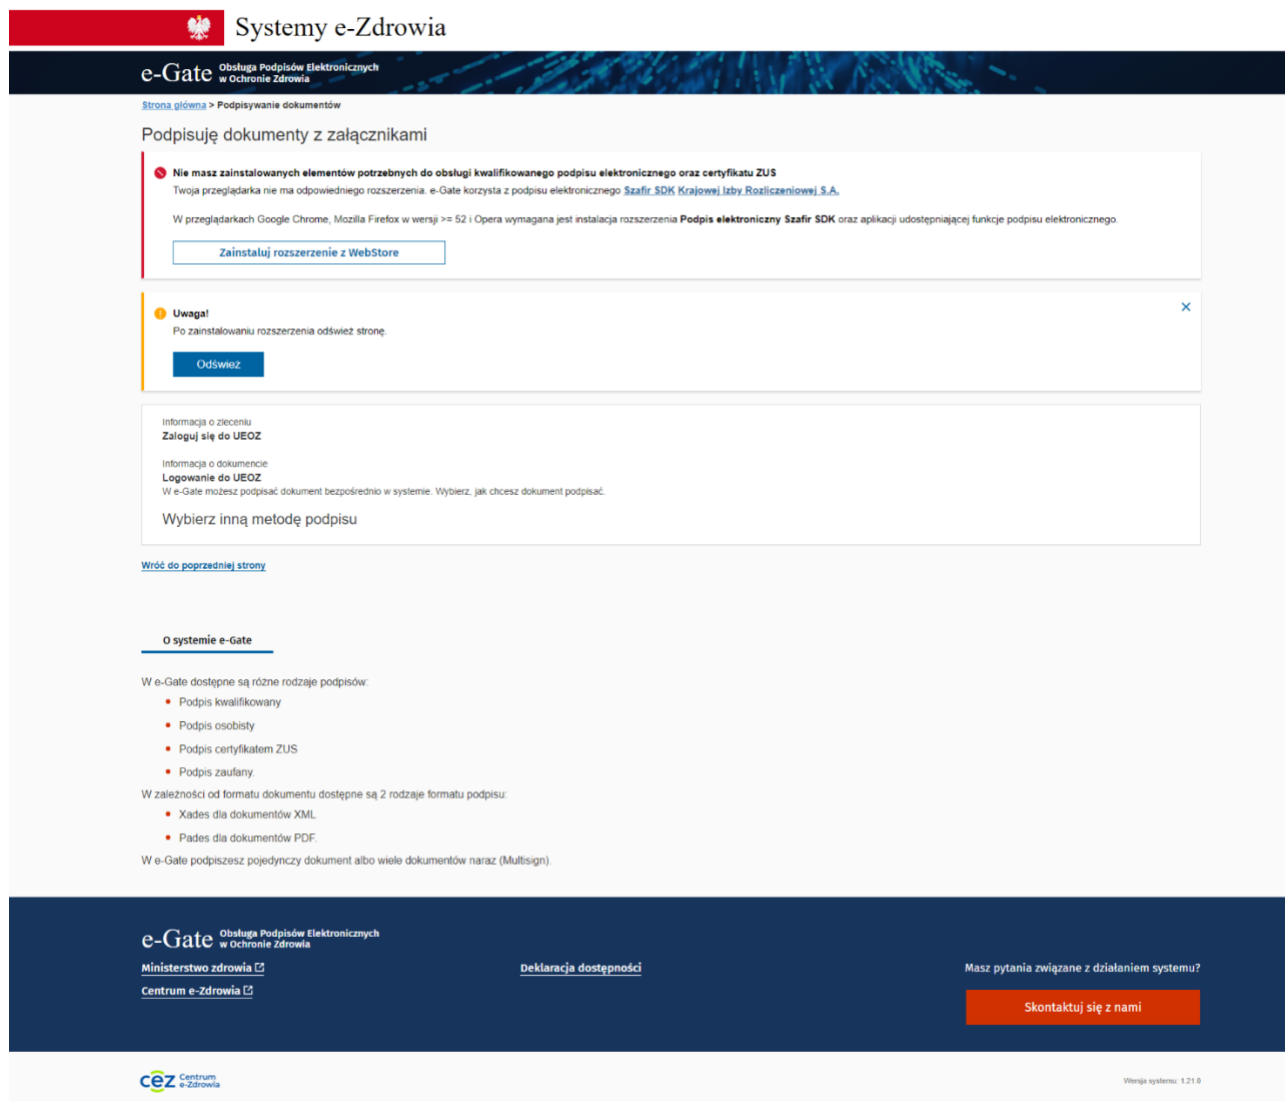 Systemy e-Zdrowia
e-Gate Obsługa Podpisów Elektronicznych
w Ochronie Zdrowia
Strona główna > Podpisywanie dokumentów
Podpisuję dokumenty z załącznikami
Nie masz zainstalowanych elementów potrzebnych do obsługi kwalifikowanego podpisu elektronicznego oraz certyfikatu ZUS
Twoja przeglądarka nie ma odpowiedniego rozszerzenia. e-Gate korzysta z podpisu elektronicznego Szafir SDK Krajowej Izby Rozliczeniowej S.A.
W przeglądarkach Google Chrome, Mozilla Firefox w wersji >= 52 i Opera wymagana jest instalacja rozszerzenia Podpis elektroniczny Szafir SDK oraz aplikacji udostępniającej funkcje podpisu elektronicznego.
Zainstaluj rozszerzenie z WebStore
Uwaga!
Po zainstalowaniu rozszerzenia odśwież stronę.
Odśwież
Informacja o zleceniu
Zaloguj się do UEOZ
Informacja o dokumencie
Logowanie do UEOZ
W e-Gate możesz podpisać dokument bezpośrednio w systemie. Wybierz, jak chcesz dokument podpisać.
Wybierz inną metodę podpisu
Wróć do poprzedniej strony
O systemie e-Gate
W e-Gate dostępne są różne rodzaje podpisów:
Podpis kwalifikowany
Podpis osobisty
Podpis certyfikatem ZUS
Podpis zaufany.
W zależności od formatu dokumentu dostępne są 2 rodzaje formatu podpisu:
Xades dla dokumentów XML
Pades dla dokumentów PDF.
W e-Gate podpiszesz pojedynczy dokument albo wiele dokumentów naraz (Multisign).
e-Gate Obsługa Podpisów Elektronicznych
w Ochronie Zdrowia
Ministerstwo zdrowia
Deklaracja dostępności
Masz pytania związane z działaniem systemu?
Centrum e-Zdrowia
Skontaktuj się z nami
cez Centrum
e-Zdrowia
Wersja systemu: 1.21.0